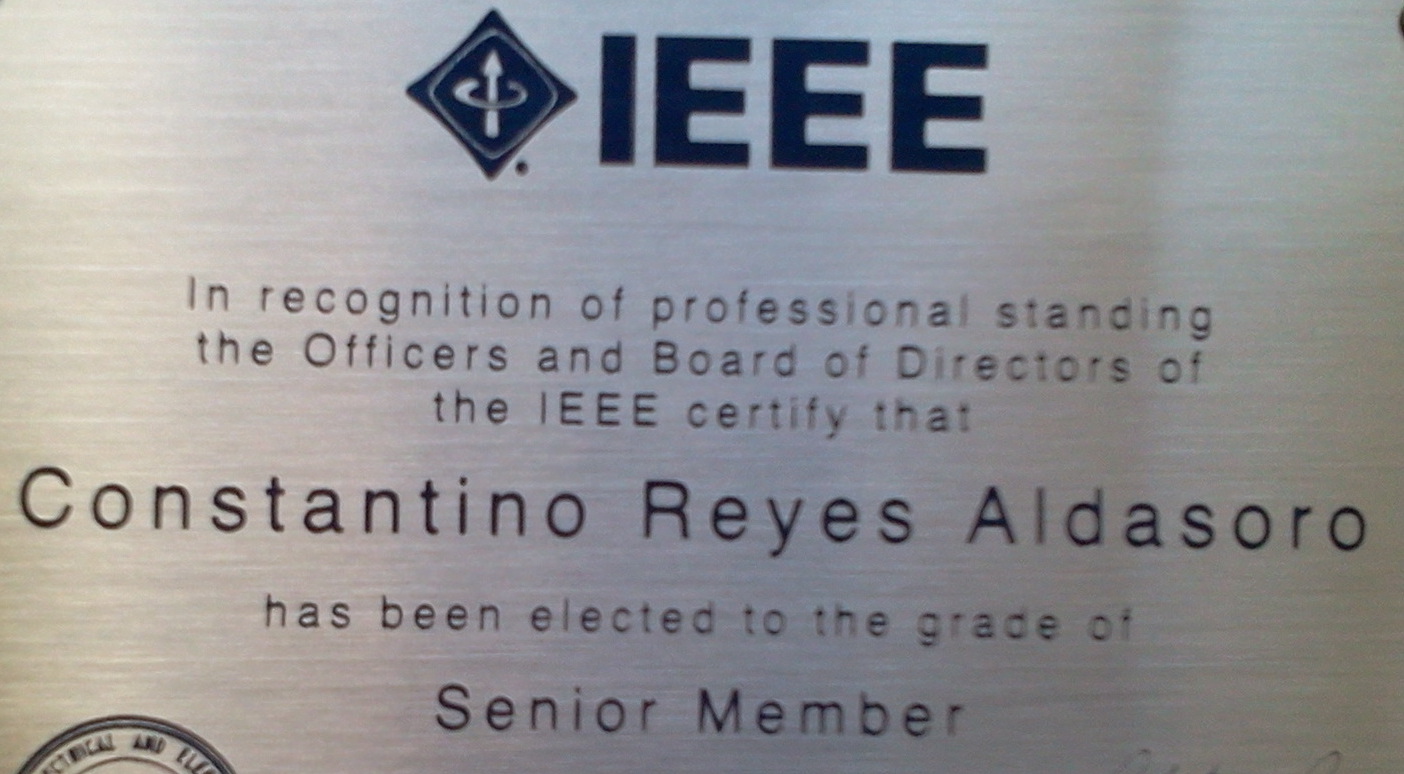 IEEE
In recognition of professional standing
the Officers and Board of Directors of
the IEEE certify that
Constantino Reyes Aldasoro
has been elected to the grade of
Senior Member
AND